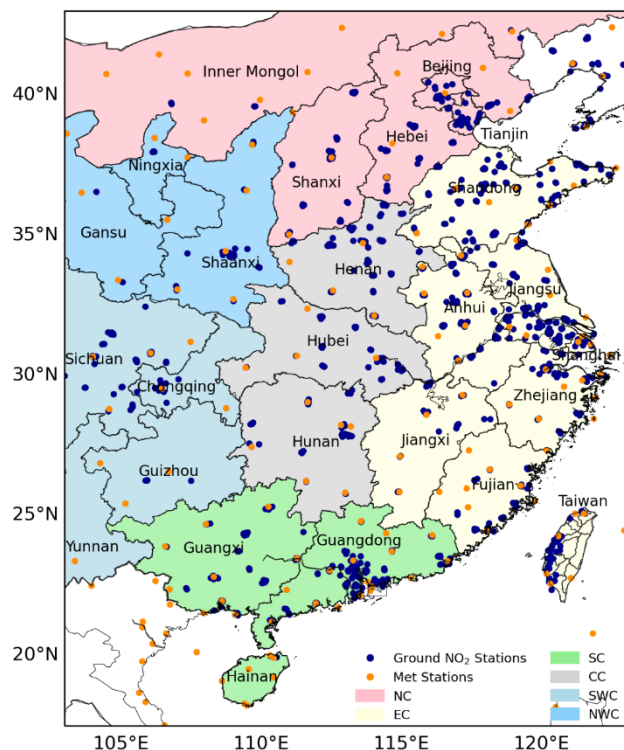 40°N
35°N
30°N
25°N
20°N
105°E
110°E
115°E
120°E
Inner Mongol
Beijing
Tianjin
Hebei
Ningxia
Shanxi
Shandong
Gansu
Shaanxi
Henan
Jiangsu
Anhui
Hubei
Shanghai
Sichuan
Chongqing
Zhejiang
Hunan
Jiangxi
Guizhou
Fujian
Taiwan
Yunnan
Guangxi
Guangdong
Hainan
Ground NO₂ Stations
Met Stations
NC
EC
SC
CC
SWC
NWC